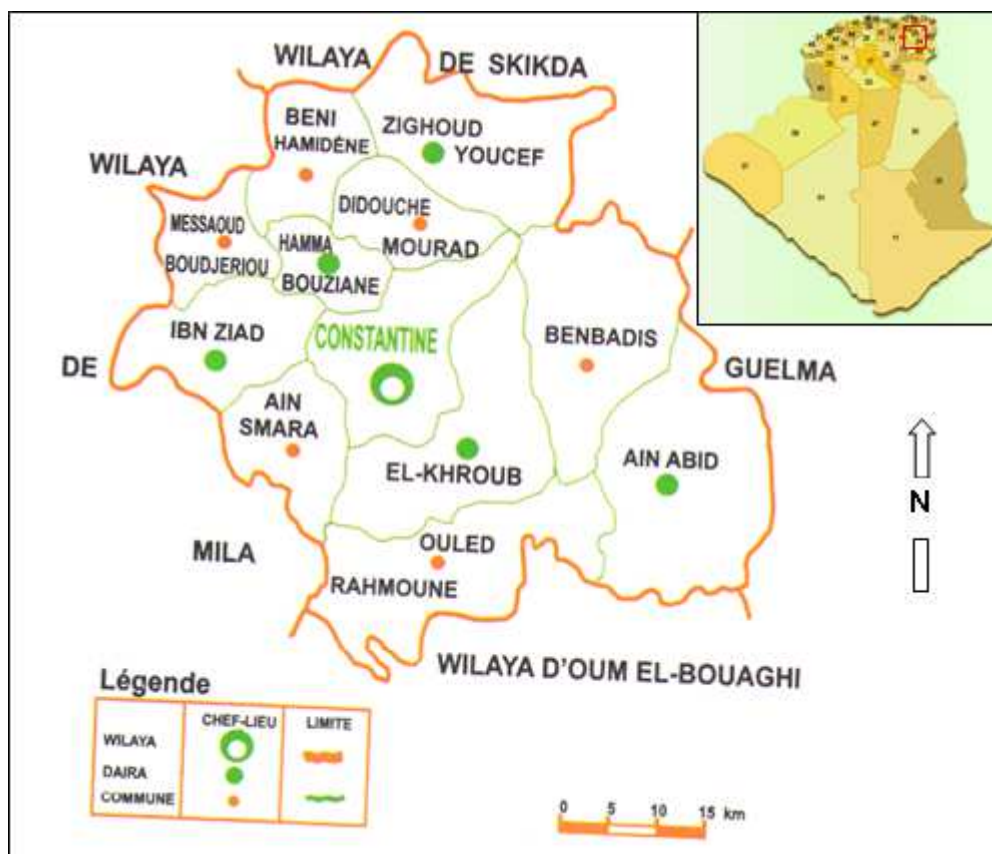 WILAYA
DE SKIKDA
BENI
HAMIDÈNE
ZIGHOUD
YOUCEF
WILAYA
MESSAOUD
BOUDJERIOU
DIDOUCHE
MOURAD
HAMMA
BOUZIANE
IBN ZIAD
CONSTANTINE
BENBADIS
DE
GUELMA
AIN
SMARA
EL-KHROUB
AIN ABID
N
MILA
OULED
RAHMOUNE
WILAYA D'OUM EL-BOUAGHI
Légende
CHEF-LIEU
LIMITE
WILAYA
DAIRA
COMMUNE
0 5 10 15 km